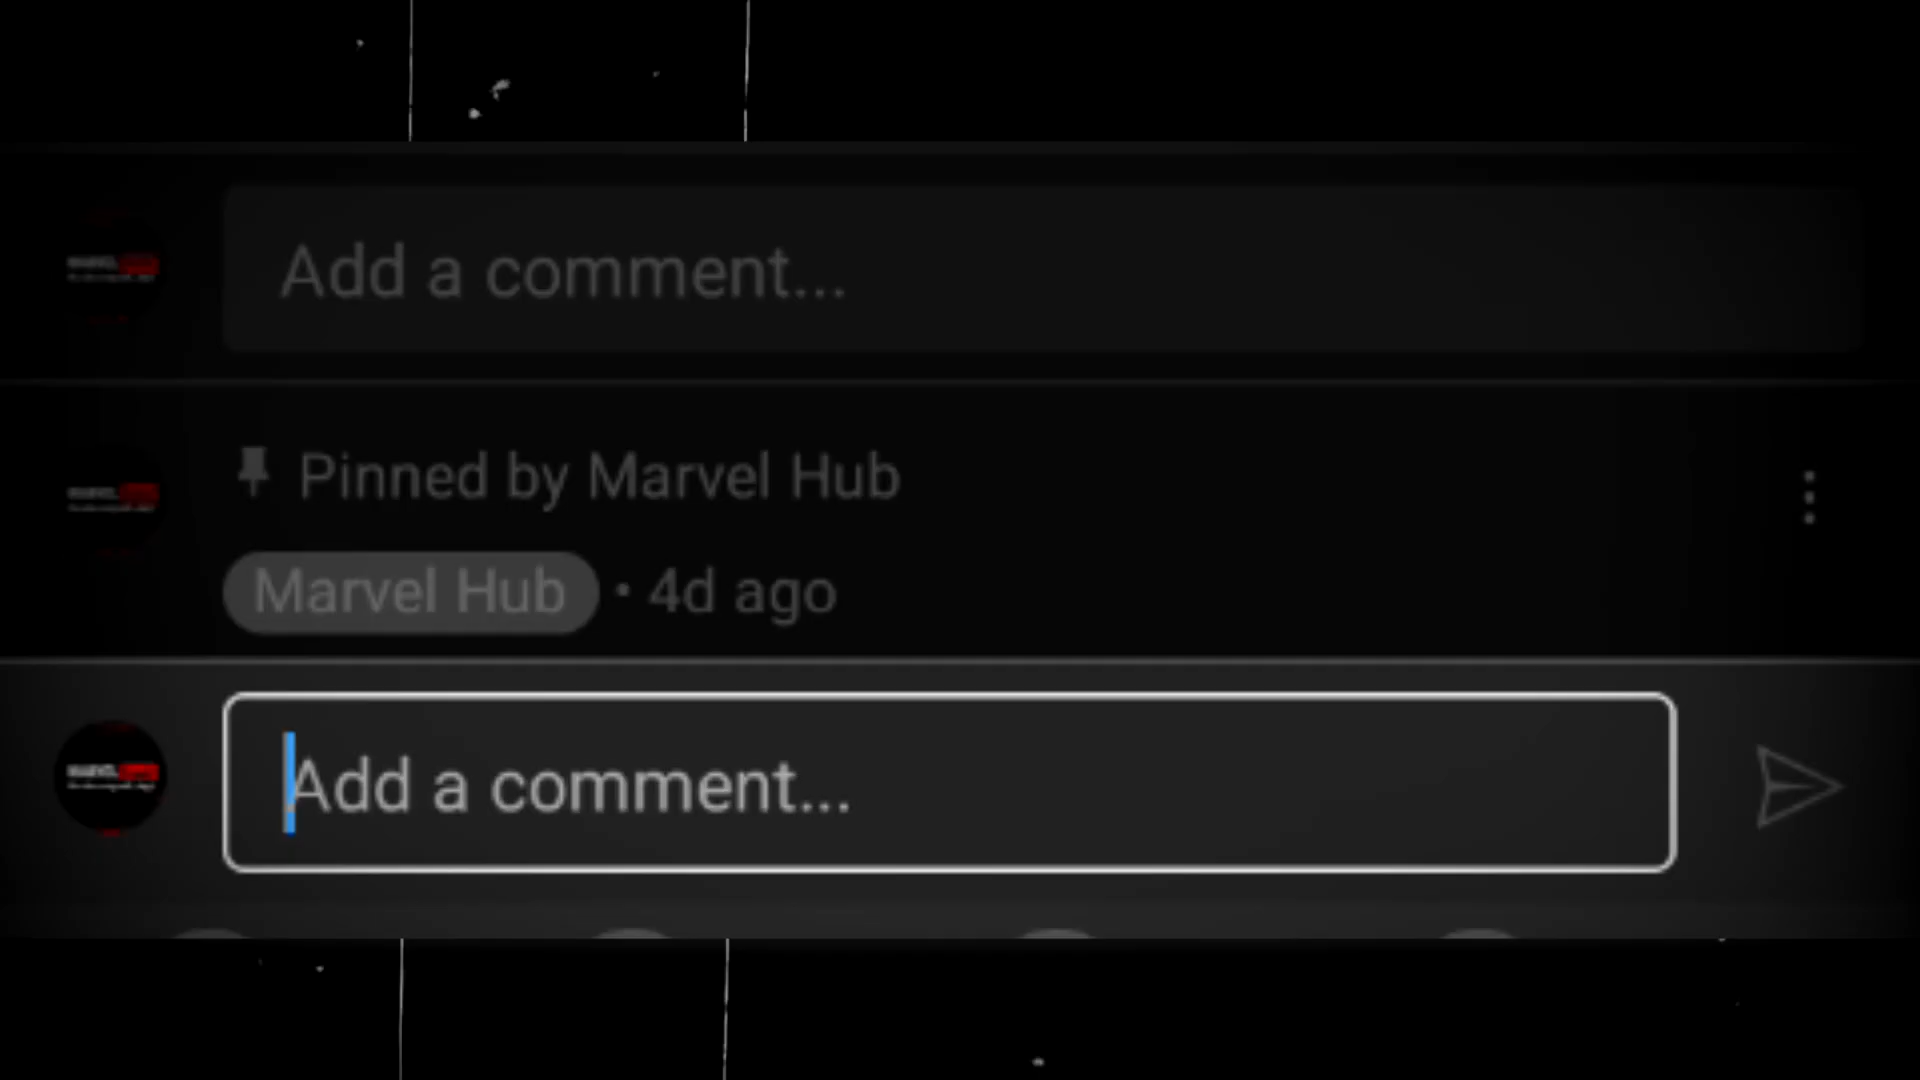 Add a comment...
Pinned by Marvel Hub
Marvel Hub • 4d ago
Add a comment...